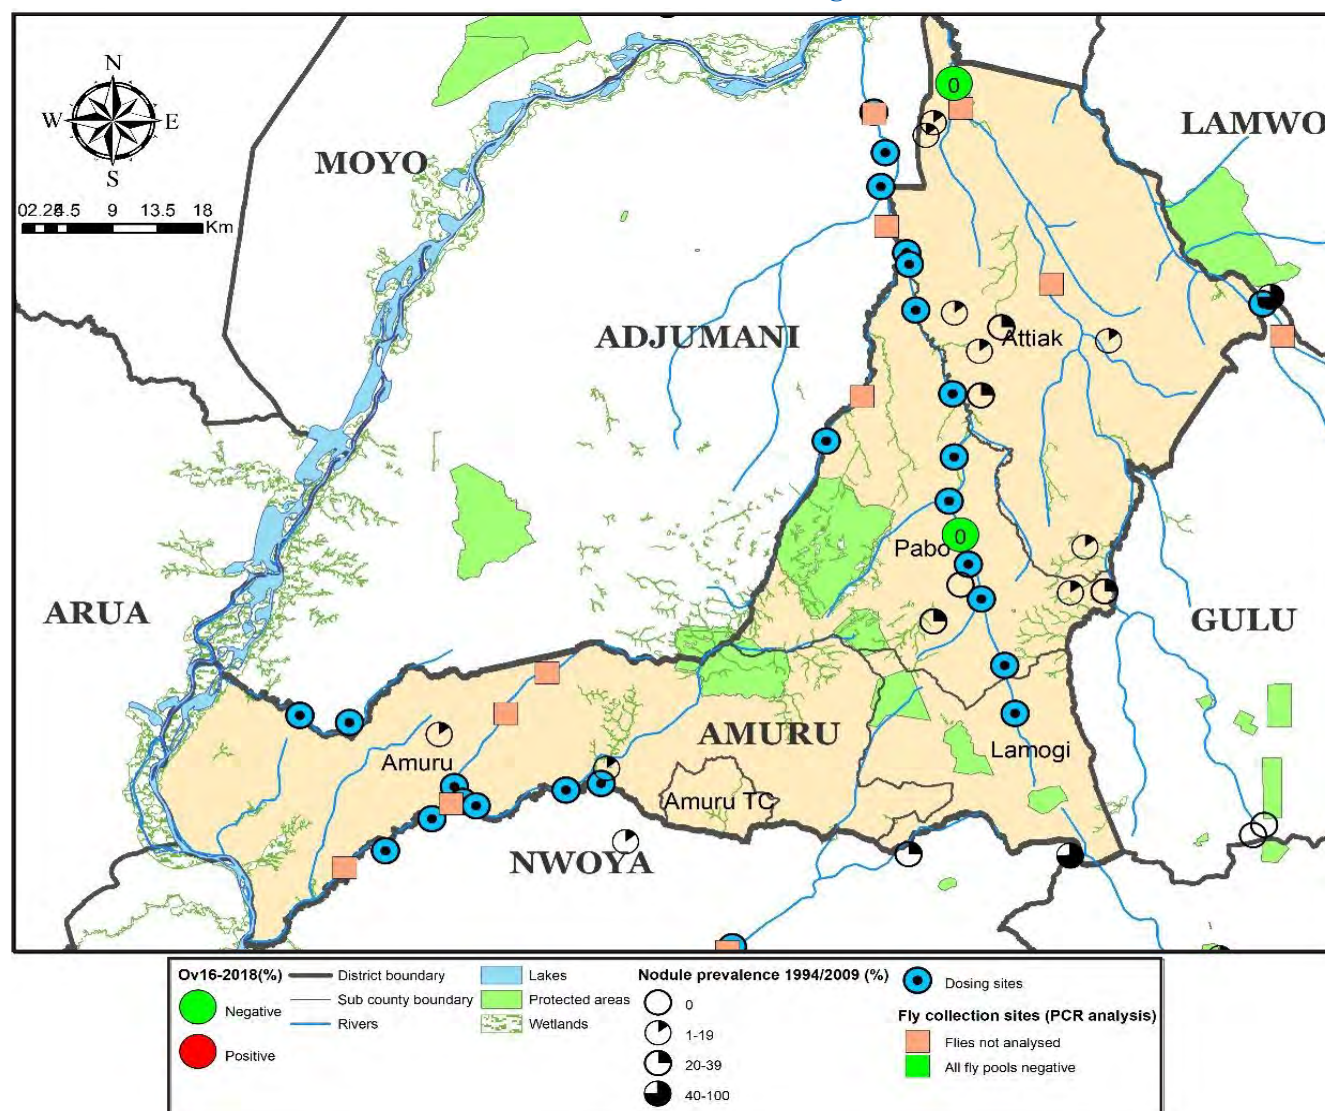 N
W E
S
LAMWO
MOYO
9 13.5 18
Km
ADJUMANI
Attiak
Pabo
ARUA
GULU
AMURU
Amuru
Lamogi
Amuru TC
NWOYA
0
0
Ov16-2018(%)
Negative
Positive
District boundary
Sub county boundary
Rivers
Lakes
Protected areas
Wetlands
Nodule prevalence 1994/2009 (%)
0
1-19
20-39
40-100
Dosing sites
Fly collection sites (PCR analysis)
Flies not analysed
All fly pools negative